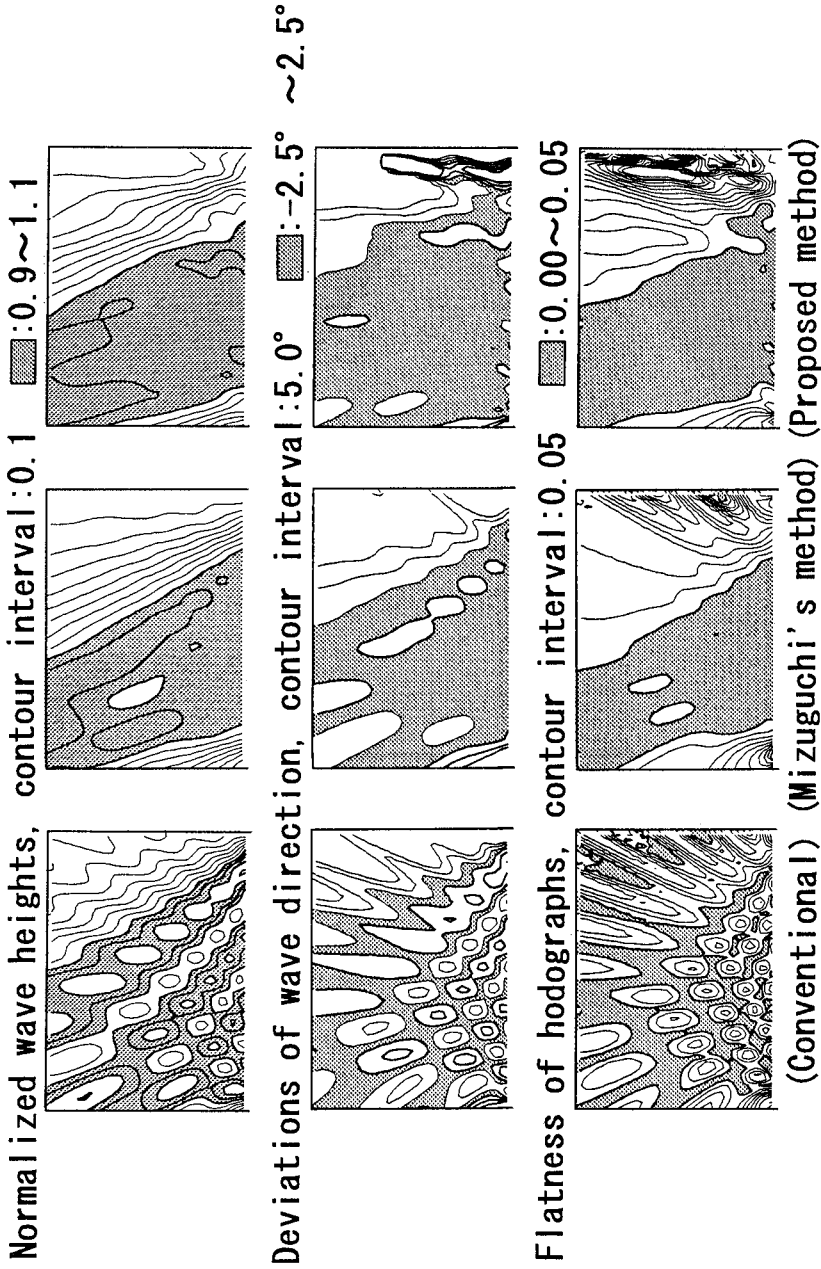 Normalized wave heights, contour interval:0.1 :0.9~1.1
Deviations of wave direction, contour interval:5.0° :-2.5° ~2.5°
Flatness of hodographs, contour interval:0.05 :0.00~0.05
(Conventional) (Mizuguchi's method) (Proposed method)